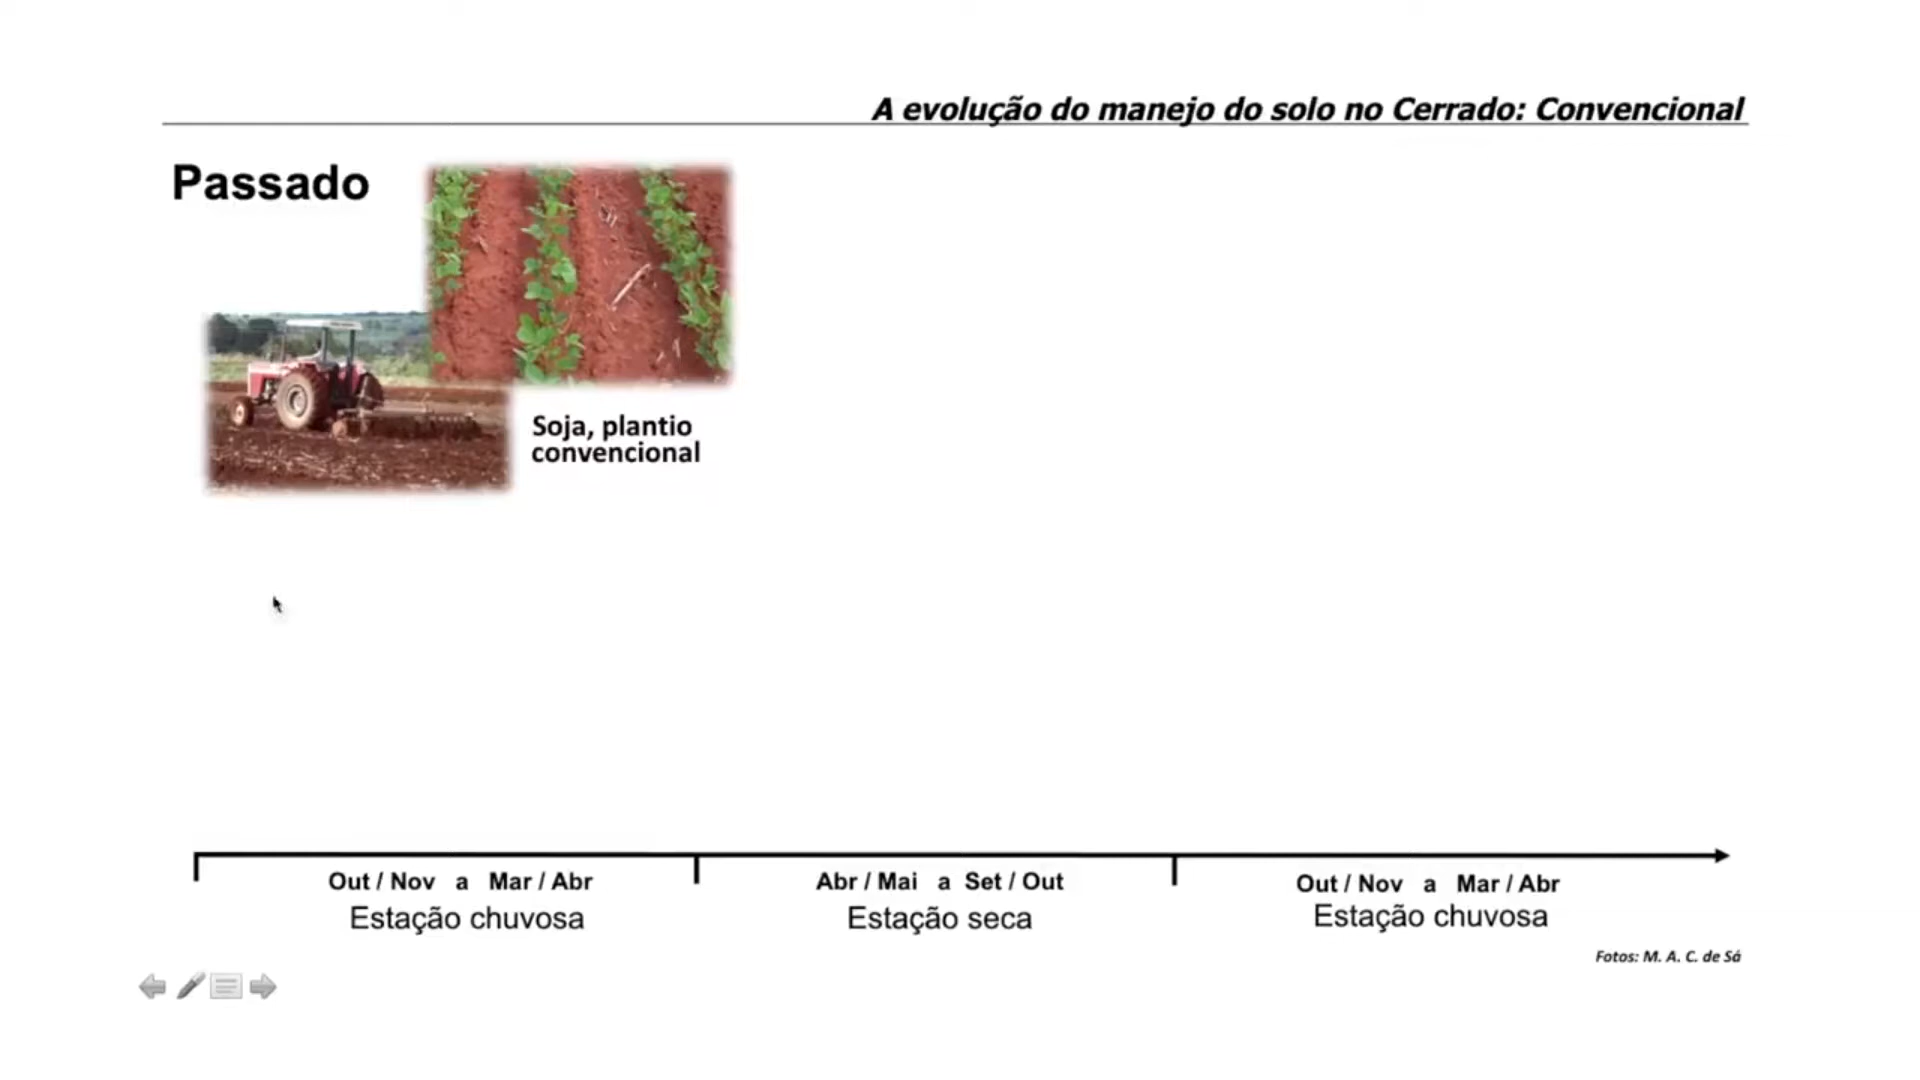 A evolução do manejo do solo no Cerrado: Convencional
Passado
Soja, plantio
convencional
Out / Nov a Mar / Abr
Estação chuvosa
Abr / Mai a Set / Out
Estação seca
Out / Nov a Mar / Abr
Estação chuvosa
Fotos: M. A. C. de Sá